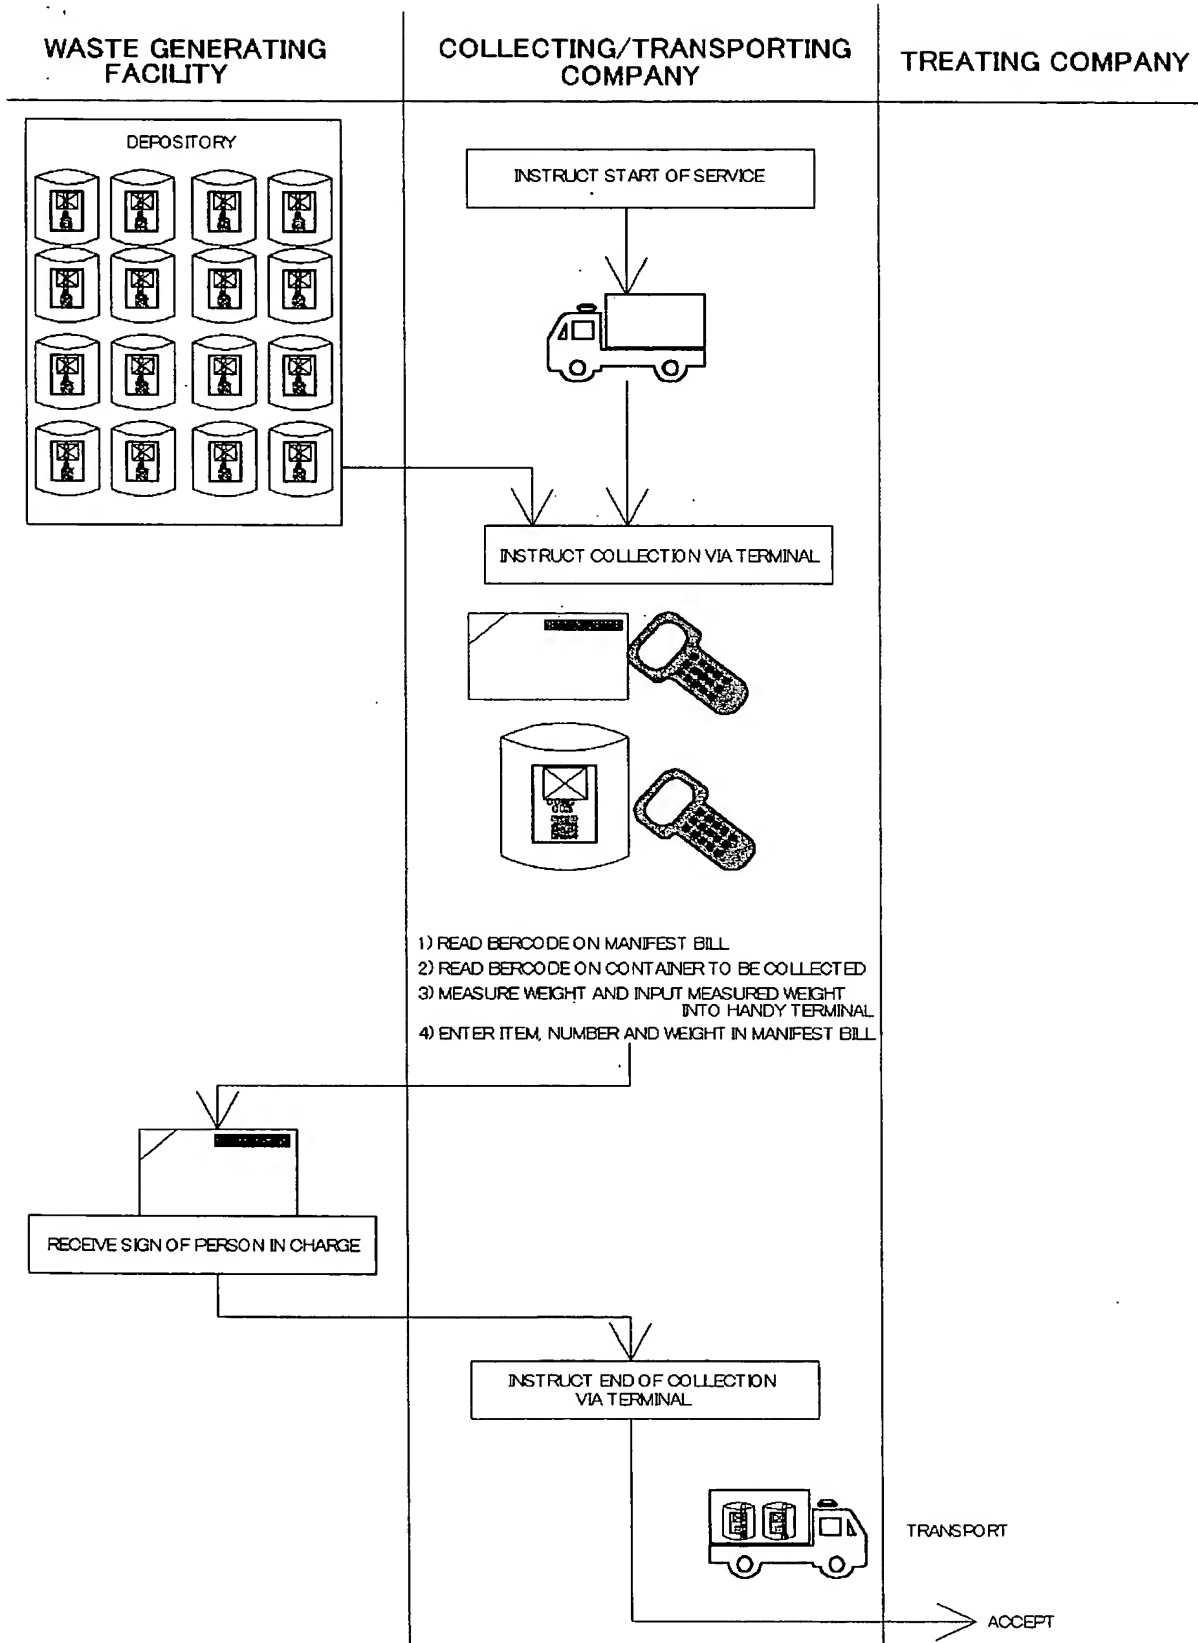 WASTE GENERATING
FACILITY
COLLECTING/TRANSPORTING
COMPANY
TREATING COMPANY
DEPOSITORY
INSTRUCT START OF SERVICE
INSTRUCT COLLECTION VIA TERMINAL
1) READ BERCODE ON MANIFEST BILL
2) READ BERCODE ON CONTAINER TO BE COLLECTED
3) MEASURE WEIGHT AND INPUT MEASURED WEIGHT
INTO HANDY TERMINAL
4) ENTER ITEM, NUMBER AND WEIGHT IN MANIFEST BILL
RECEIVE SIGN OF PERSON IN CHARGE
INSTRUCT END OF COLLECTION
VIA TERMINAL
TRANSPORT
ACCEPT